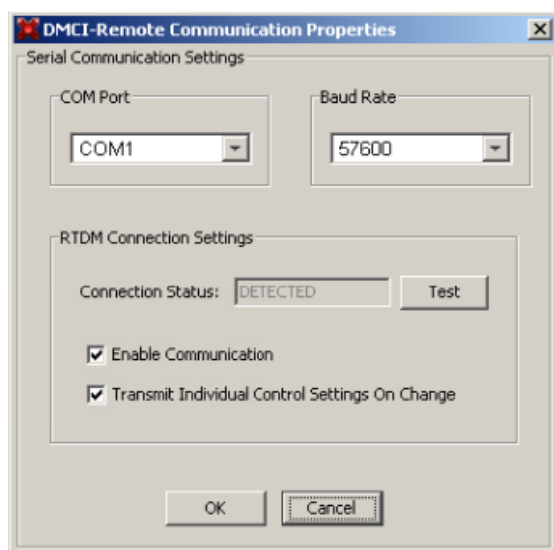 DMCI-Remote Communication Properties
Serial Communication Settings
COM Port
Baud Rate
COM1
57600
RTDM Connection Settings
Connection Status: DETECTED Test
Enable Communication
Transmit Individual Control Settings On Change
OK Cancel